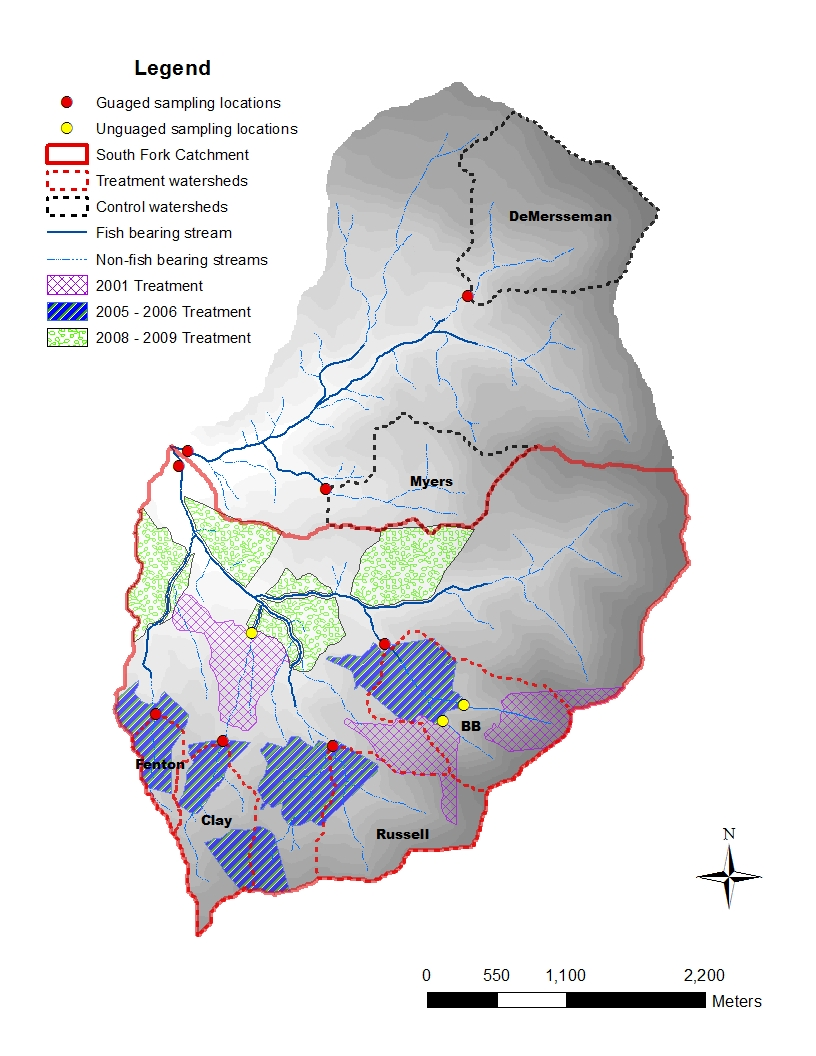 Legend
Guaged sampling locations
Unguaged sampling locations
South Fork Catchment
Treatment watersheds
Control watersheds
Fish bearing stream
Non-fish bearing streams
2001 Treatment
2005 - 2006 Treatment
2008 - 2009 Treatment
DeMersseman
Myers
BB
Fenton
Clay
Russell
N
0 550 1,100 2,200
Meters